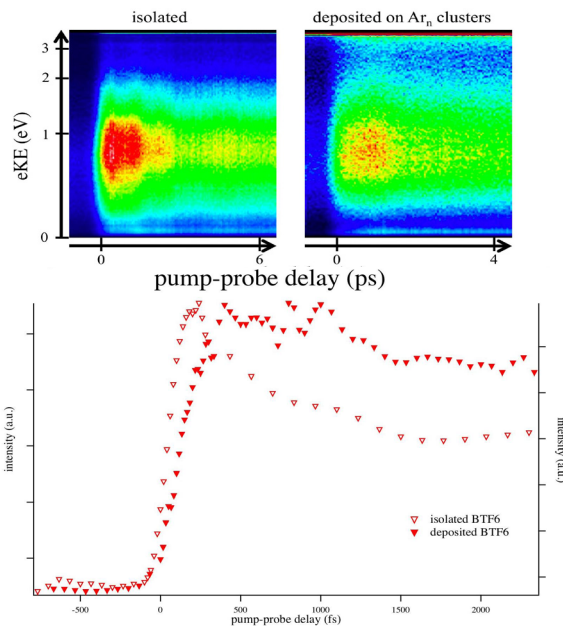 isolated
deposited on Arn clusters
eKE (eV)
3
2
1
0
0
6
0
4
pump-probe delay (ps)
intensity (a.u.)
intensity (a.u.)
isolated BTF6
deposited BTF6
-500
0
500
1000
1500
2000
pump-probe delay (fs)